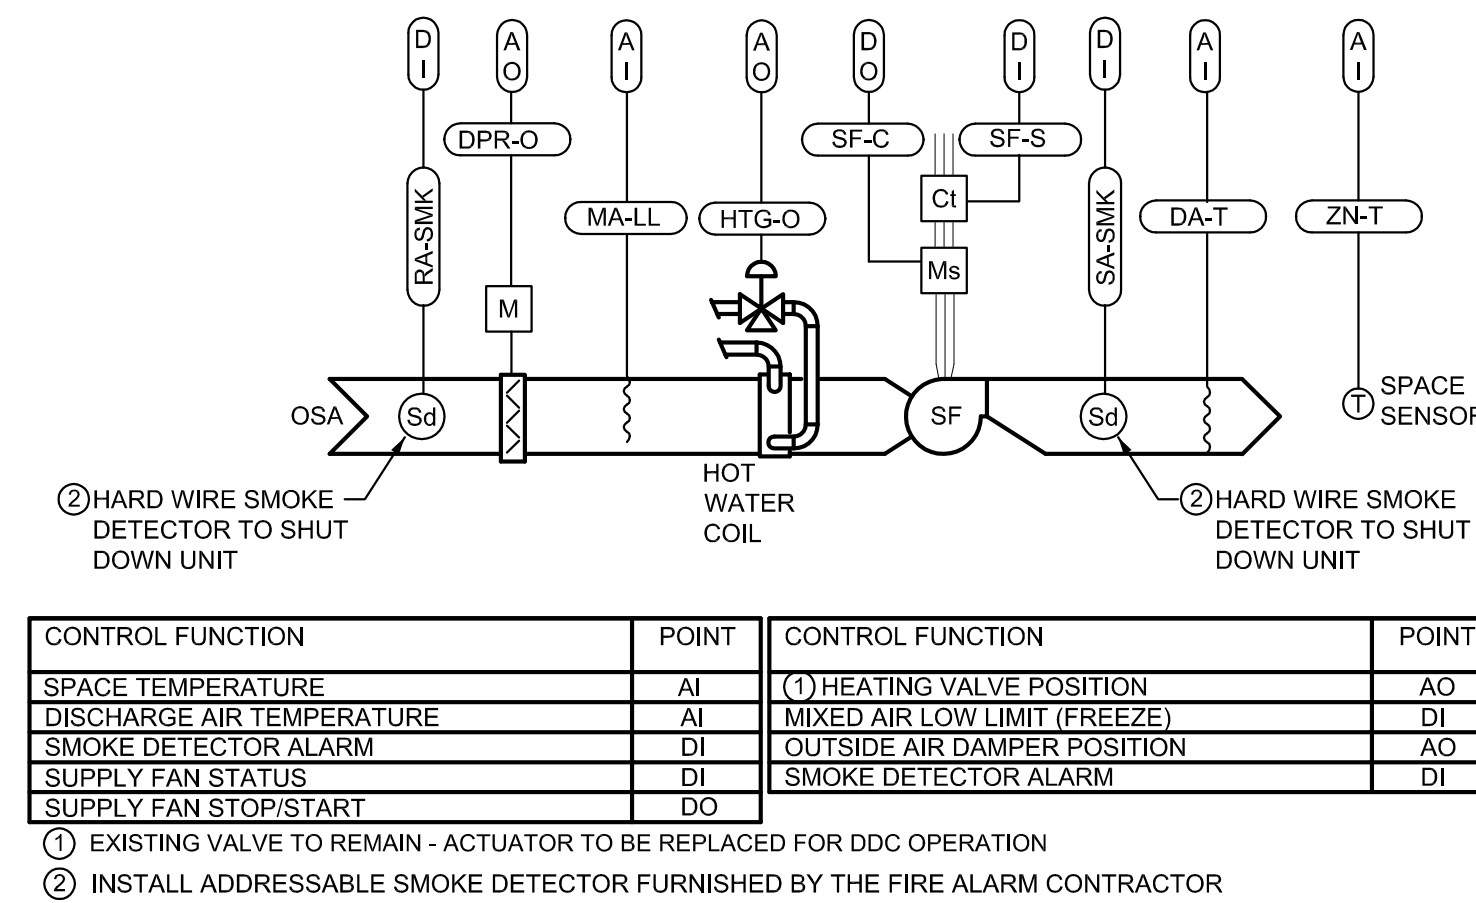 D I
A O
A I
A O
D O
D I
D I
A I
A I
DPR-O
SF-C
SF-S
RA-SMK
MA-LL
HTG-O
Ct
SA-SMK
DA-T
ZN-T
Ms
M
OSA
Sd
SF
Sd
T
SPACE
SENSOR
HOT
WATER
COIL
2 HARD WIRE SMOKE
DETECTOR TO SHUT
DOWN UNIT
2 HARD WIRE SMOKE
DETECTOR TO SHUT
DOWN UNIT
CONTROL FUNCTION POINT
SPACE TEMPERATURE AI
DISCHARGE AIR TEMPERATURE AI
SMOKE DETECTOR ALARM DI
SUPPLY FAN STATUS DI
SUPPLY FAN STOP/START DO
CONTROL FUNCTION POINT
1 HEATING VALVE POSITION AO
MIXED AIR LOW LIMIT (FREEZE) DI
OUTSIDE AIR DAMPER POSITION AO
SMOKE DETECTOR ALARM DI
1 EXISTING VALVE TO REMAIN - ACTUATOR TO BE REPLACED FOR DDC OPERATION
2 INSTALL ADDRESSABLE SMOKE DETECTOR FURNISHED BY THE FIRE ALARM CONTRACTOR